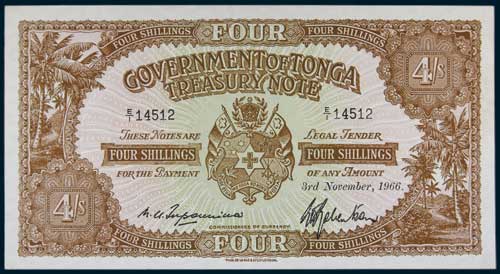 FOUR
FOUR SHILLINGS FOUR SHILLINGS
GOVERNMENT OF TONGA
TREASURY NOTE
4/s
E/1 14512 E/1 14512
THESE NOTES ARE LEGAL TENDER
FOUR SHILLINGS FOUR SHILLINGS
FOR THE PAYMENT OF ANY AMOUNT
3rd November, 1966.
4/s
COMMISSIONERS OF CURRENCY.
FOUR SHILLINGS FOUR SHILLINGS
FOUR